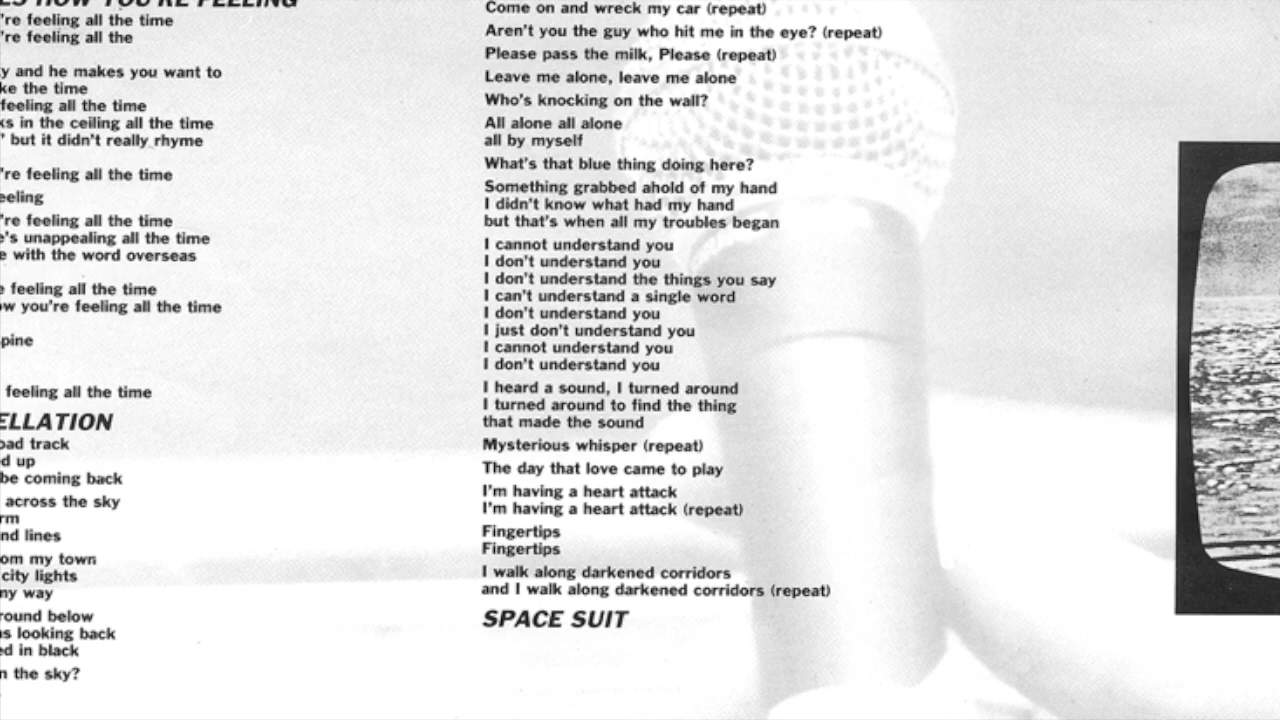 ES HOW YOU'RE FEELING
're feeling all the time
're feeling all the
y and he makes you want to
ke the time
feeling all the time
ks in the ceiling all the time
" but it didn't really rhyme
're feeling all the time
eeling
're feeling all the time
e's unappealing all the time
e with the word overseas
e feeling all the time
ow you're feeling all the time
pine
feeling all the time
ELLATION
oad track
d up
be coming back
across the sky
rm
nd lines
om my town
city lights
ny way
round below
ns looking back
ed in black
n the sky?
Come on and wreck my car (repeat)
Aren't you the guy who hit me in the eye? (repeat)
Please pass the milk, Please (repeat)
Leave me alone, leave me alone
Who's knocking on the wall?
All alone all alone
all by myself
What's that blue thing doing here?
Something grabbed ahold of my hand
I didn't know what had my hand
but that's when all my troubles began
I cannot understand you
I don't understand you
I don't understand the things you say
I can't understand a single word
I don't understand you
I just don't understand you
I cannot understand you
I don't understand you
I heard a sound, I turned around
I turned around to find the thing
that made the sound
Mysterious whisper (repeat)
The day that love came to play
I'm having a heart attack
I'm having a heart attack (repeat)
Fingertips
Fingertips
I walk along darkened corridors
and I walk along darkened corridors (repeat)
SPACE SUIT